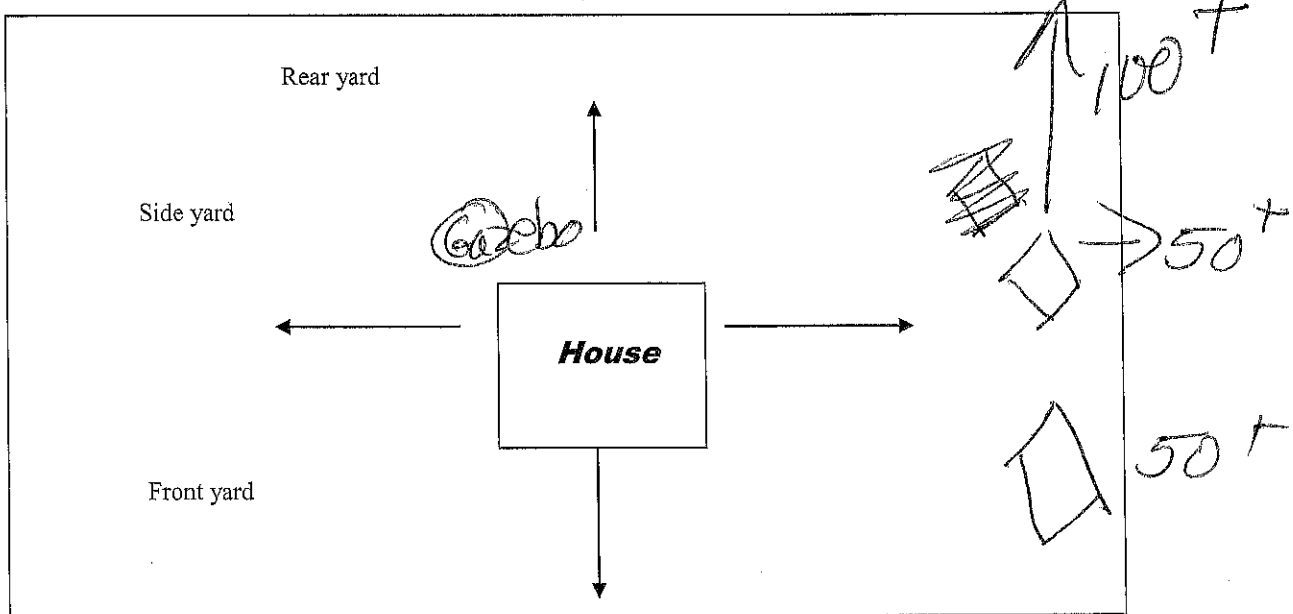 Rear yard
100+
Side yard
Gazebo
50+
House
50+
Front yard